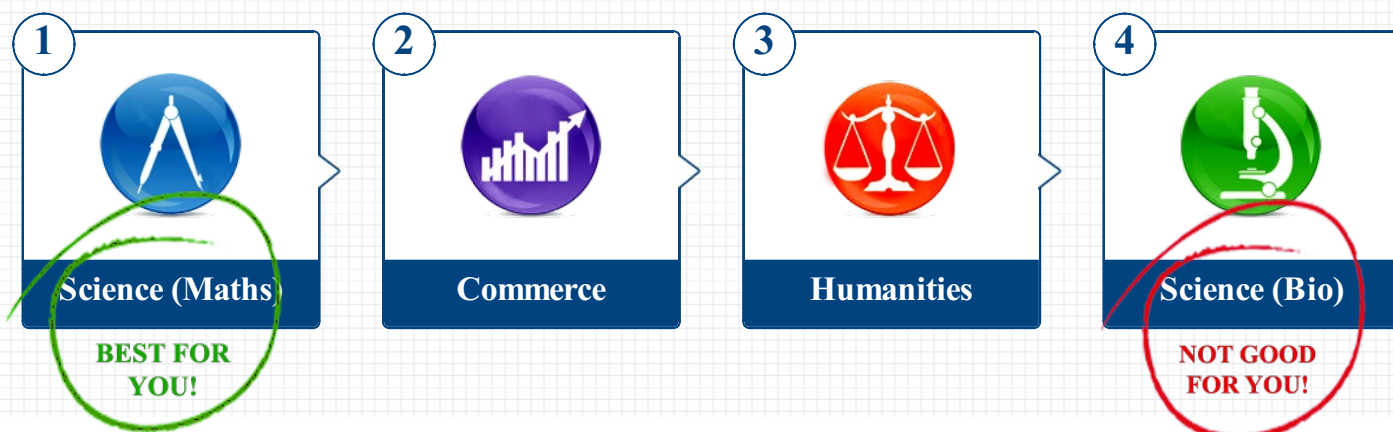 1
2
3
4
Science (Maths)
Commerce
Humanities
Science (Bio)
BEST FOR
YOU!
NOT GOOD
FOR YOU!